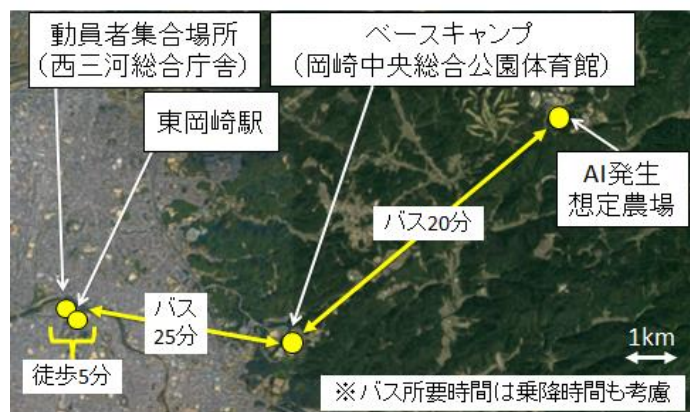 動員者集合場所
(西三河総合庁舎)
東岡崎駅
ベースキャンプ
(岡崎中央総合公園体育館)
AI発生
想定農場
バス20分
バス
25分
徒歩5分
1km
※バス所要時間は乗降時間も考慮